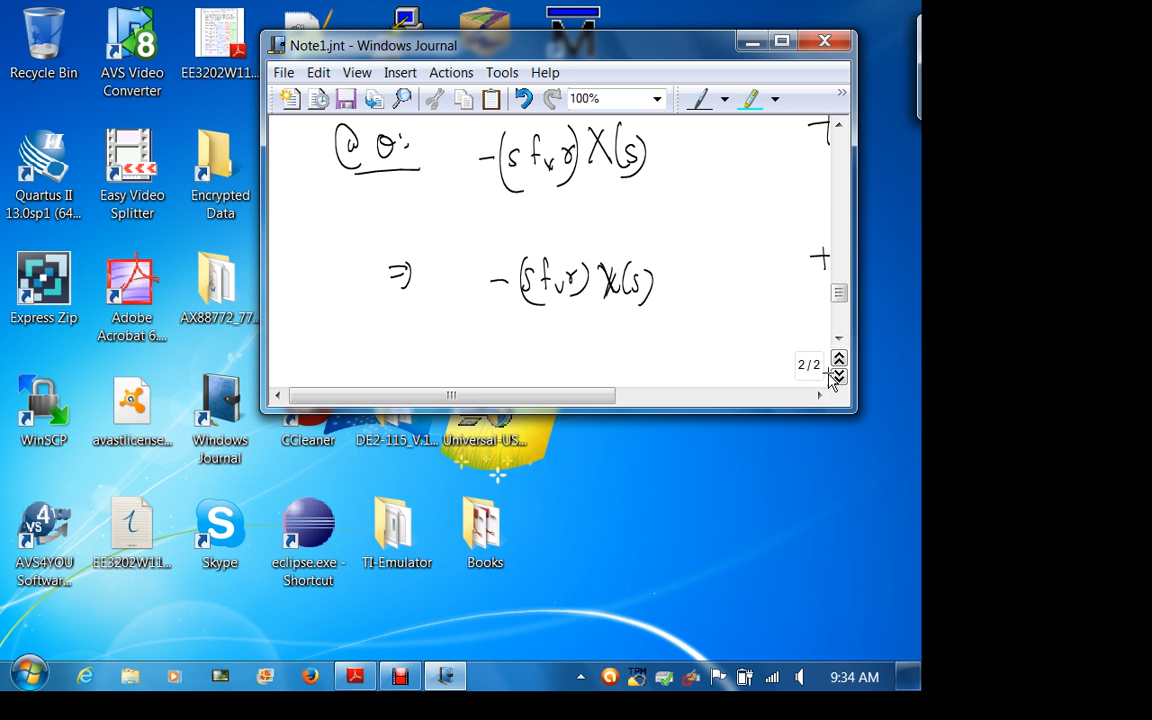 Recycle Bin
AVS Video Converter
EE3202W11...
Quartus II 13.0sp1 (64...
Easy Video Splitter
Encrypted Data
Express Zip
Adobe Acrobat 6....
AX88772_77...
WinSCP
avastlicense...
Windows Journal
CCleaner
DE2-115_V.1...
Universal-US...
AVS4YOU Softwar...
EE3202W11...
Skype
eclipse.exe - Shortcut
TI-Emulator
Books
Note1.jnt - Windows Journal
File Edit View Insert Actions Tools Help
100%
@ θ: -(s fᵥ r) X(s)
⇒ -(s fᵥ r) X(s) +
2 / 2
9:34 AM